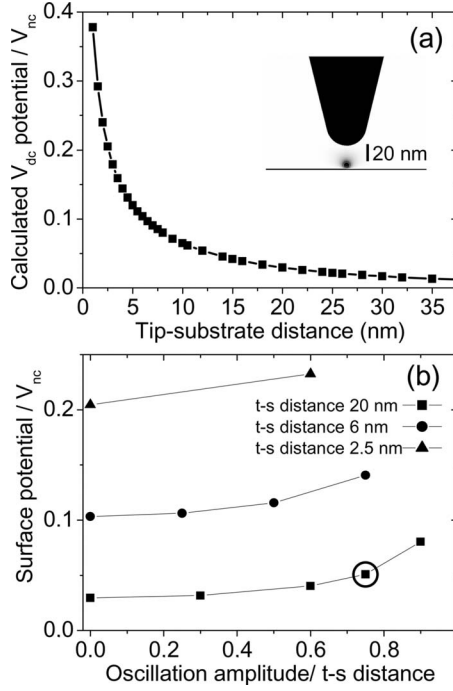 (a)
Calculated V_dc potential / V_nc
0.4
0.3
0.2
0.1
0.0
20 nm
0 5 10 15 20 25 30 35
Tip-substrate distance (nm)
(b)
Surface potential / V_nc
0.2
0.1
0.0
t-s distance 20 nm
t-s distance 6 nm
t-s distance 2.5 nm
0.0 0.2 0.4 0.6 0.8
Oscillation amplitude/ t-s distance